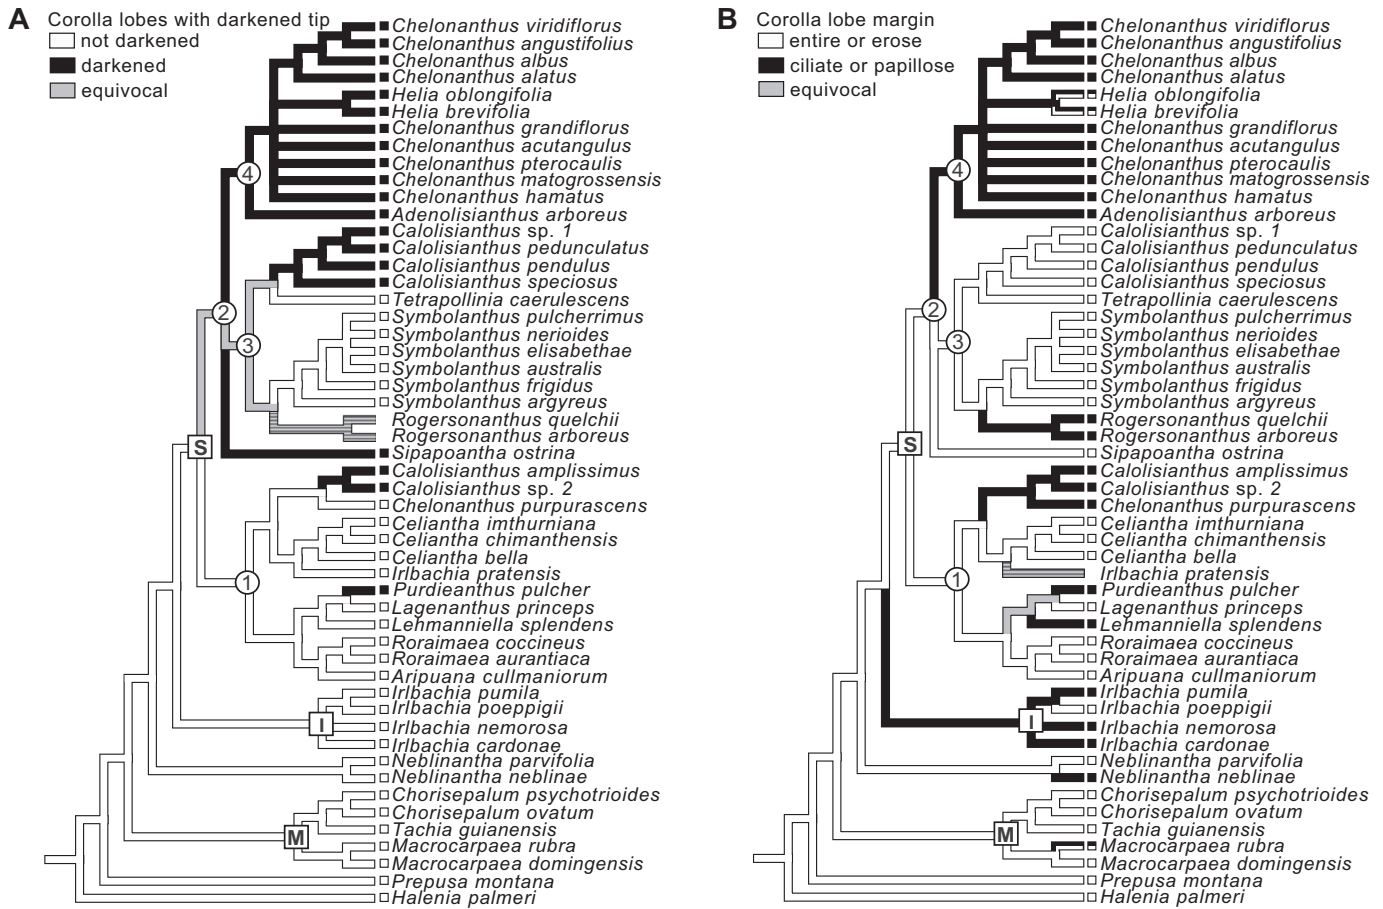 A
Corolla lobes with darkened tip
not darkened
darkened
equivocal
Chelonanthus viridiflorus
Chelonanthus angustifolius
Chelonanthus albus
Chelonanthus alatus
Helia oblongifolia
Helia brevifolia
Chelonanthus grandiflorus
Chelonanthus acutangulus
Chelonanthus pterocaulis
Chelonanthus matogrossensis
Chelonanthus hamatus
Adenolisianthus arboreus
Calolisianthus sp. 1
Calolisianthus pedunculatus
Calolisianthus pendulus
Calolisianthus speciosus
Tetrapollinia caerulescens
Symbolanthus pulcherrimus
Symbolanthus nerioides
Symbolanthus elisabethae
Symbolanthus australis
Symbolanthus frigidus
Symbolanthus argyreus
Rogersonanthus quelchii
Rogersonanthus arboreus
Sipapoantha ostrina
Calolisianthus amplissimus
Calolisianthus sp. 2
Chelonanthus purpurascens
Celiantha imthurniana
Celiantha chimanthensis
Celiantha bella
Irlbachia pratensis
Purdieanthus pulcher
Lagenanthus princeps
Lehmanniella splendens
Roraimaea coccineus
Roraimaea aurantiaca
Aripuana cullmaniorum
Irlbachia pumila
Irlbachia poeppigii
Irlbachia nemorosa
Irlbachia cardonae
Neblinantha parvifolia
Neblinantha neblinae
Chorisepalum psychotrioides
Chorisepalum ovatum
Tachia guianensis
Macrocarpaea rubra
Macrocarpaea domingensis
Prepusa montana
Halenia palmeri
4
2
3
S
1
I
M
B
Corolla lobe margin
entire or erose
ciliate or papillose
equivocal
Chelonanthus viridiflorus
Chelonanthus angustifolius
Chelonanthus albus
Chelonanthus alatus
Helia oblongifolia
Helia brevifolia
Chelonanthus grandiflorus
Chelonanthus acutangulus
Chelonanthus pterocaulis
Chelonanthus matogrossensis
Chelonanthus hamatus
Adenolisianthus arboreus
Calolisianthus sp. 1
Calolisianthus pedunculatus
Calolisianthus pendulus
Calolisianthus speciosus
Tetrapollinia caerulescens
Symbolanthus pulcherrimus
Symbolanthus nerioides
Symbolanthus elisabethae
Symbolanthus australis
Symbolanthus frigidus
Symbolanthus argyreus
Rogersonanthus quelchii
Rogersonanthus arboreus
Sipapoantha ostrina
Calolisianthus amplissimus
Calolisianthus sp. 2
Chelonanthus purpurascens
Celiantha imthurniana
Celiantha chimanthensis
Celiantha bella
Irlbachia pratensis
Purdieanthus pulcher
Lagenanthus princeps
Lehmanniella splendens
Roraimaea coccineus
Roraimaea aurantiaca
Aripuana cullmaniorum
Irlbachia pumila
Irlbachia poeppigii
Irlbachia nemorosa
Irlbachia cardonae
Neblinantha parvifolia
Neblinantha neblinae
Chorisepalum psychotrioides
Chorisepalum ovatum
Tachia guianensis
Macrocarpaea rubra
Macrocarpaea domingensis
Prepusa montana
Halenia palmeri
4
2
3
S
1
I
M